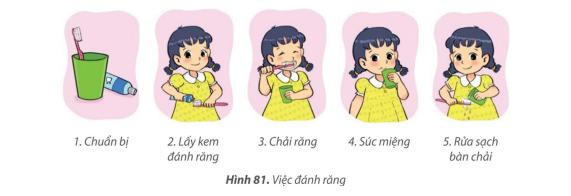 1. Chuẩn bị
2. Lấy kem
đánh răng
3. Chải răng
4. Súc miệng
5. Rửa sạch
bàn chải
Hình 81. Việc đánh răng